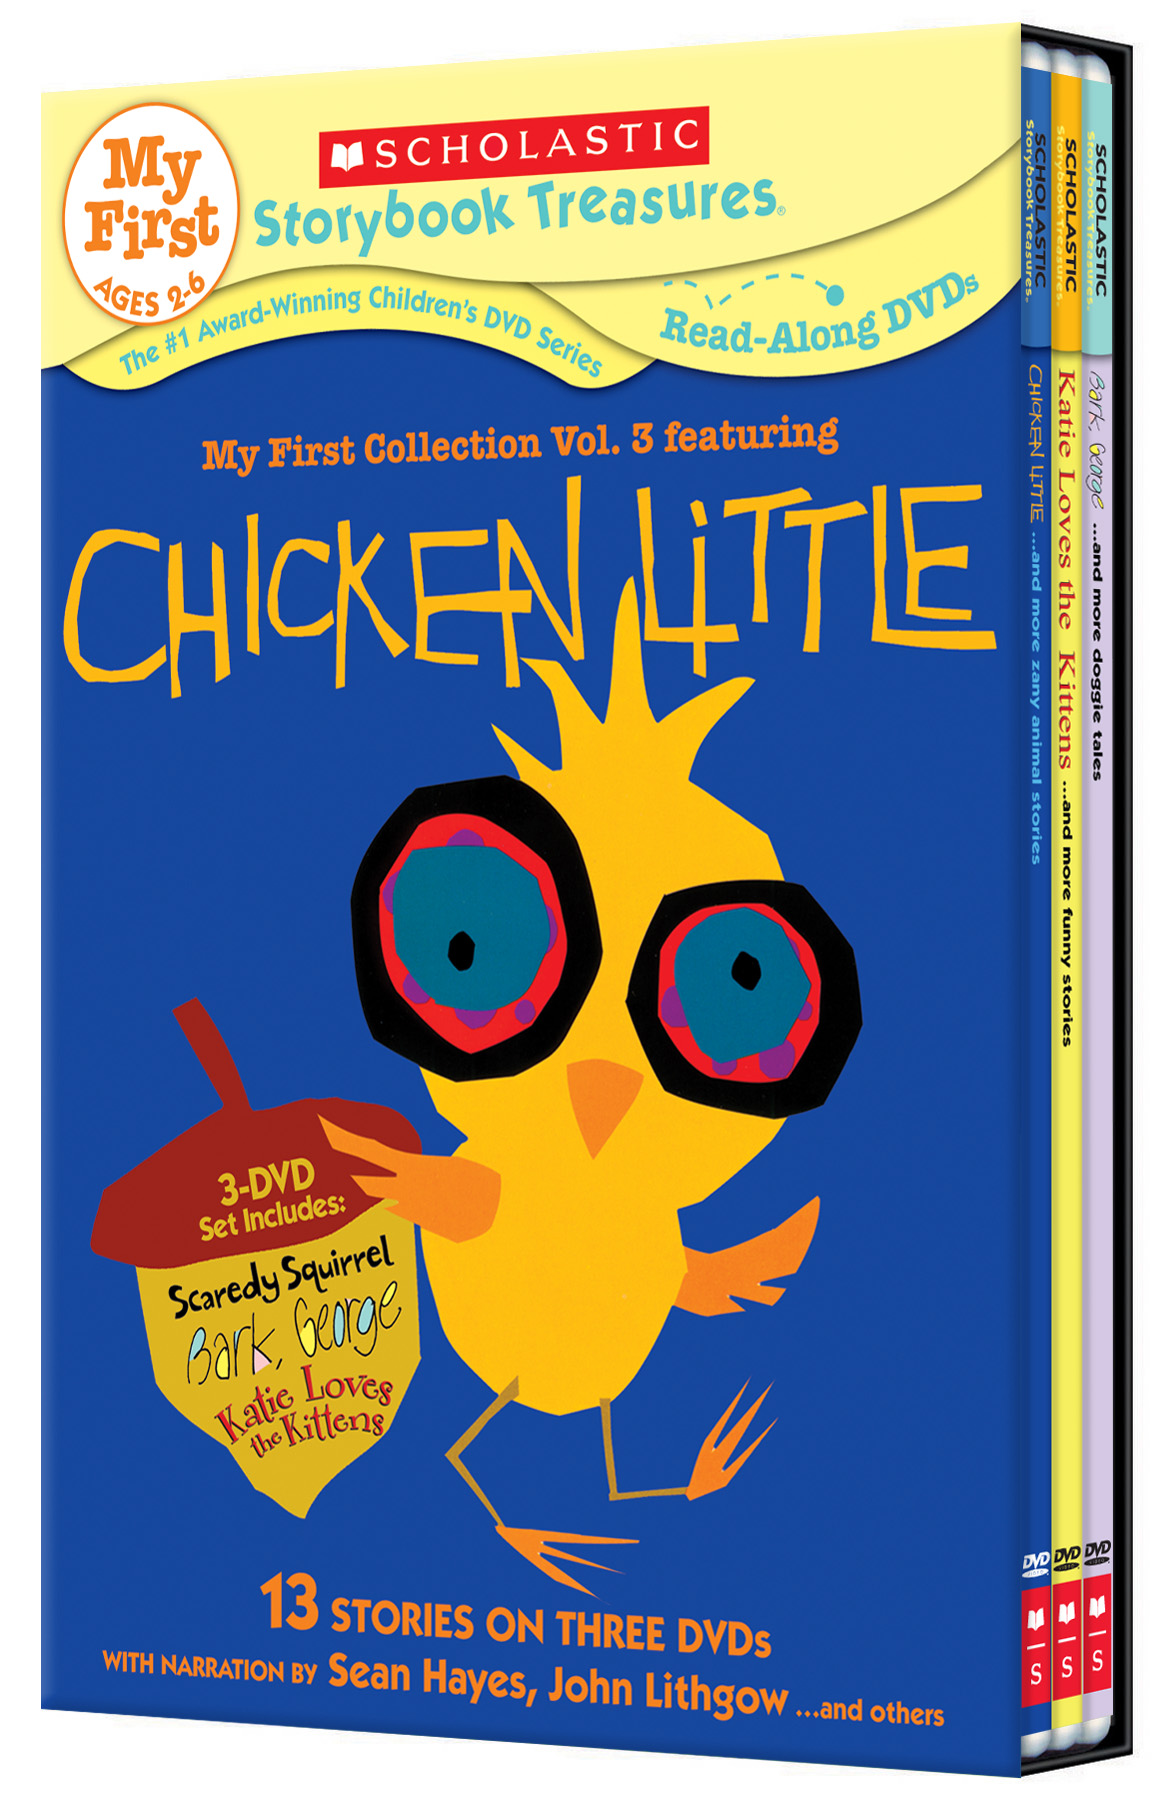 My
First
AGES 2-6
SCHOLASTIC
Storybook Treasures®
The #1 Award-Winning Children's DVD Series
Read-Along DVDs
My First Collection Vol. 3 featuring
CHICKEN LiTTLE
3-DVD
Set Includes:
Scaredy Squirrel
Bark, George
Katie Loves
the Kittens
13 STORIES ON THREE DVDs
WITH NARRATION BY Sean Hayes, John Lithgow ...and others
SCHOLASTIC
Storybook Treasures.
CHICKEN LiTTLE ...and more zany animal stories
DVD
VIDEO
S
SCHOLASTIC
Storybook Treasures.
Katie Loves the Kittens ...and more funny stories
DVD
VIDEO
S
SCHOLASTIC
Storybook Treasures.
Bark, George ...and more doggie tales
DVD
VIDEO
S